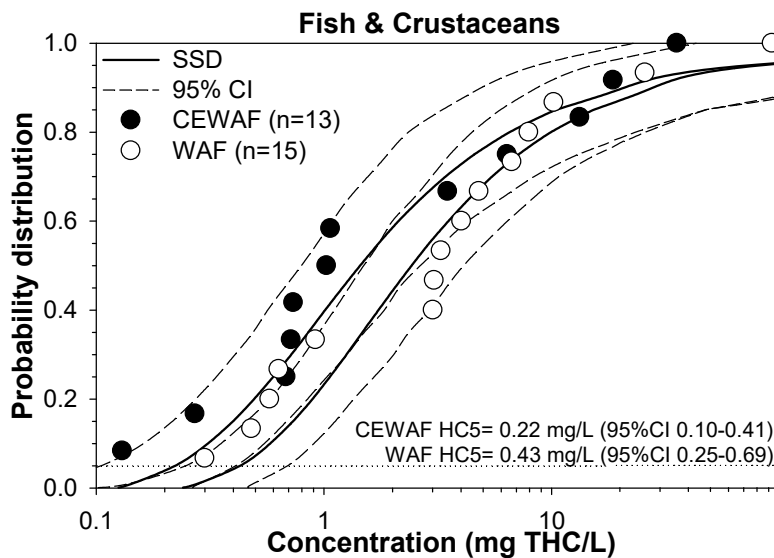 Fish & Crustaceans
Probability distribution
1.0
0.8
0.6
0.4
0.2
0.0
SSD
95% CI
CEWAF (n=13)
WAF (n=15)
CEWAF HC5= 0.22 mg/L (95%CI 0.10-0.41)
WAF HC5= 0.43 mg/L (95%CI 0.25-0.69)
0.1 1 10
Concentration (mg THC/L)